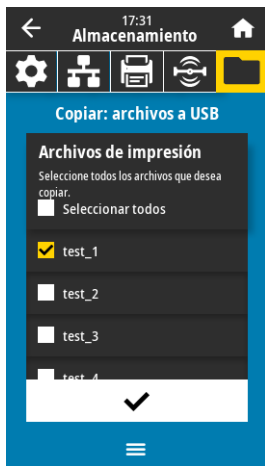 17:31
Almacenamiento
Copiar: archivos a USB
Archivos de impresión
Seleccione todos los archivos que desea
copiar.
Seleccionar todos
test_1
test_2
test_3
test_4